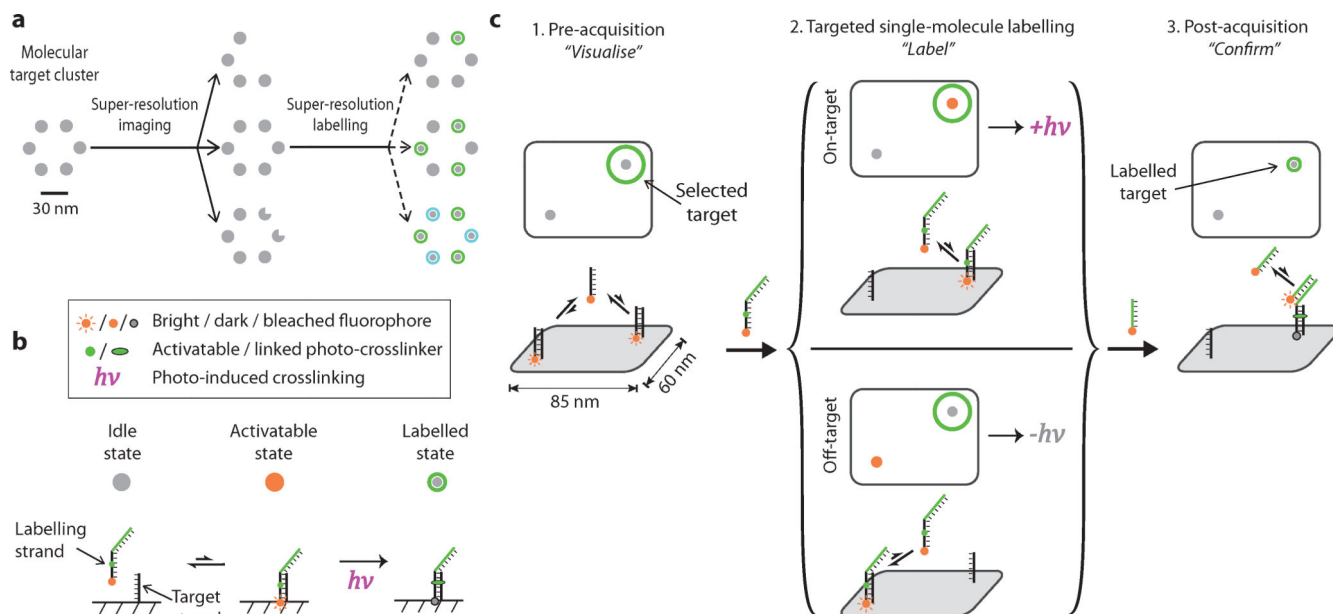 a
Molecular
target cluster
Super-resolution
imaging
Super-resolution
labelling
30 nm
/ / Bright / dark / bleached fluorophore
/ Activatable / linked photo-crosslinker
hν Photo-induced crosslinking
b
Idle
state
Activatable
state
Labelled
state
Labelling
strand
Target
hν
c
1. Pre-acquisition
"Visualise"
Selected
target
85 nm
60 nm
2. Targeted single-molecule labelling
"Label"
On-target
+hν
Off-target
-hν
3. Post-acquisition
"Confirm"
Labelled
target